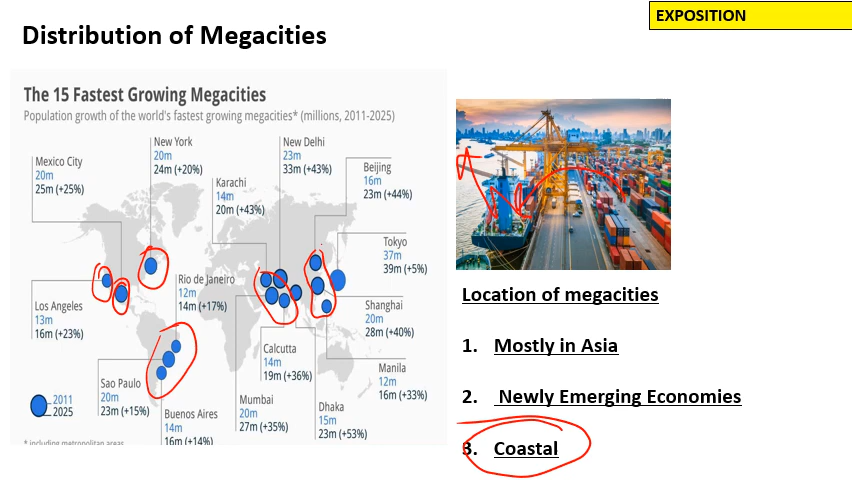 EXPOSITION
Distribution of Megacities
The 15 Fastest Growing Megacities
Population growth of the world's fastest growing megacities* (millions, 2011-2025)
New York
20m
24m (+20%)
New Delhi
23m
33m (+43%)
Mexico City
20m
25m (+25%)
Beijing
16m
23m (+44%)
Karachi
14m
20m (+43%)
Tokyo
37m
39m (+5%)
Rio de Janeiro
12m
14m (+17%)
Los Angeles
13m
16m (+23%)
Shanghai
20m
28m (+40%)
Calcutta
14m
19m (+36%)
Manila
12m
16m (+33%)
Sao Paulo
20m
23m (+15%)
Mumbai
20m
27m (+35%)
Dhaka
15m
23m (+53%)
Buenos Aires
14m
16m (+14%)
2011
2025
* including metropolitan areas
Location of megacities
1. Mostly in Asia
2. Newly Emerging Economies
3. Coastal